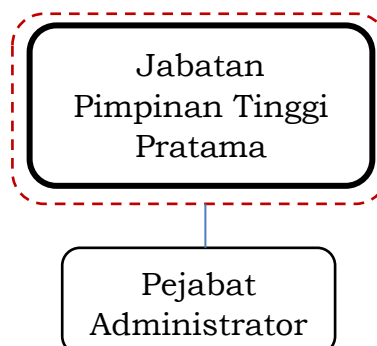 Jabatan
Pimpinan Tinggi
Pratama
Pejabat
Administrator